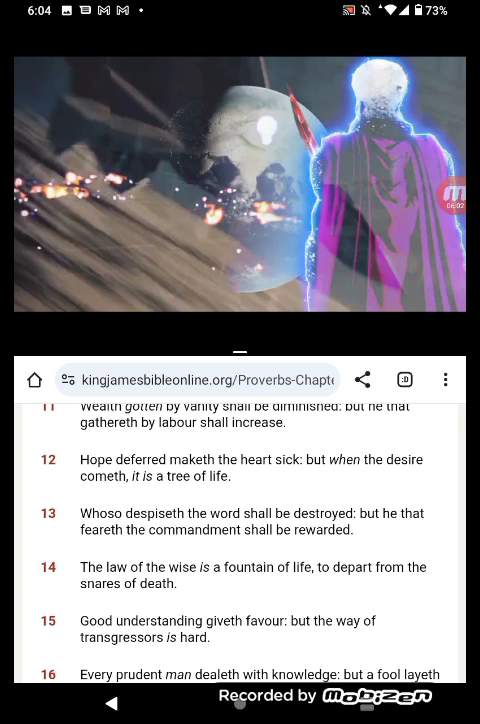 6:04
73%
06:02
kingjamesbibleonline.org/Proverbs-Chapte
:D
11 Wealth gotten by vanity shall be diminished: but he that
gathereth by labour shall increase.
12 Hope deferred maketh the heart sick: but when the desire
cometh, it is a tree of life.
13 Whoso despiseth the word shall be destroyed: but he that
feareth the commandment shall be rewarded.
14 The law of the wise is a fountain of life, to depart from the
snares of death.
15 Good understanding giveth favour: but the way of
transgressors is hard.
16 Every prudent man dealeth with knowledge: but a fool layeth
Recorded by Mobizen